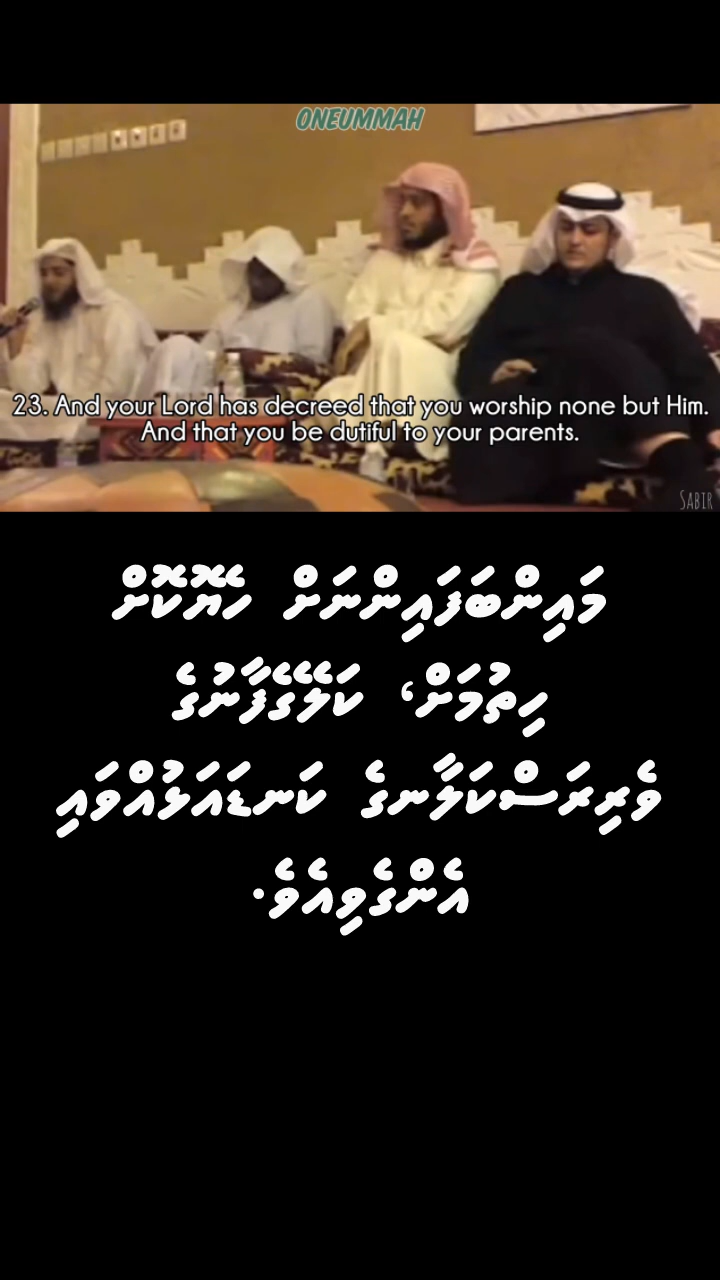 ONEUMMAH
23. And your Lord has decreed that you worship none but Him.
And that you be dutiful to your parents.
SABIR
މައިންބަފައިންނަށް ހެޔޮކޮށް
ހިތުމަށް، ކަލޭގެފާނުގެ
ވެރިރަސްކަލާނގެ ކަނޑައަޅުއްވައި
އެންގެވިއެވެ.